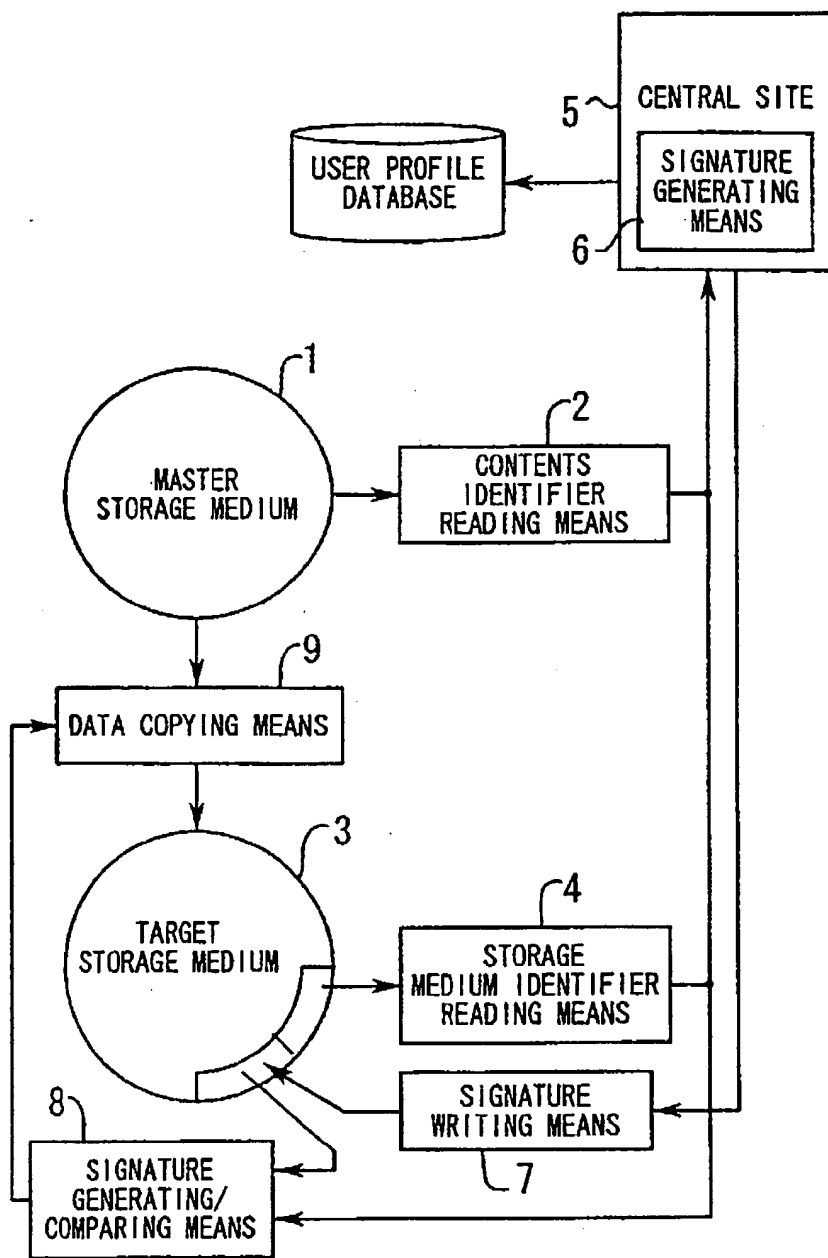 5
CENTRAL SITE
SIGNATURE
GENERATING
MEANS
6
USER PROFILE
DATABASE
1
MASTER
STORAGE MEDIUM
2
CONTENTS
IDENTIFIER
READING MEANS
9
DATA COPYING MEANS
3
TARGET
STORAGE MEDIUM
4
STORAGE
MEDIUM IDENTIFIER
READING MEANS
SIGNATURE
WRITING MEANS
7
8
SIGNATURE
GENERATING/
COMPARING MEANS